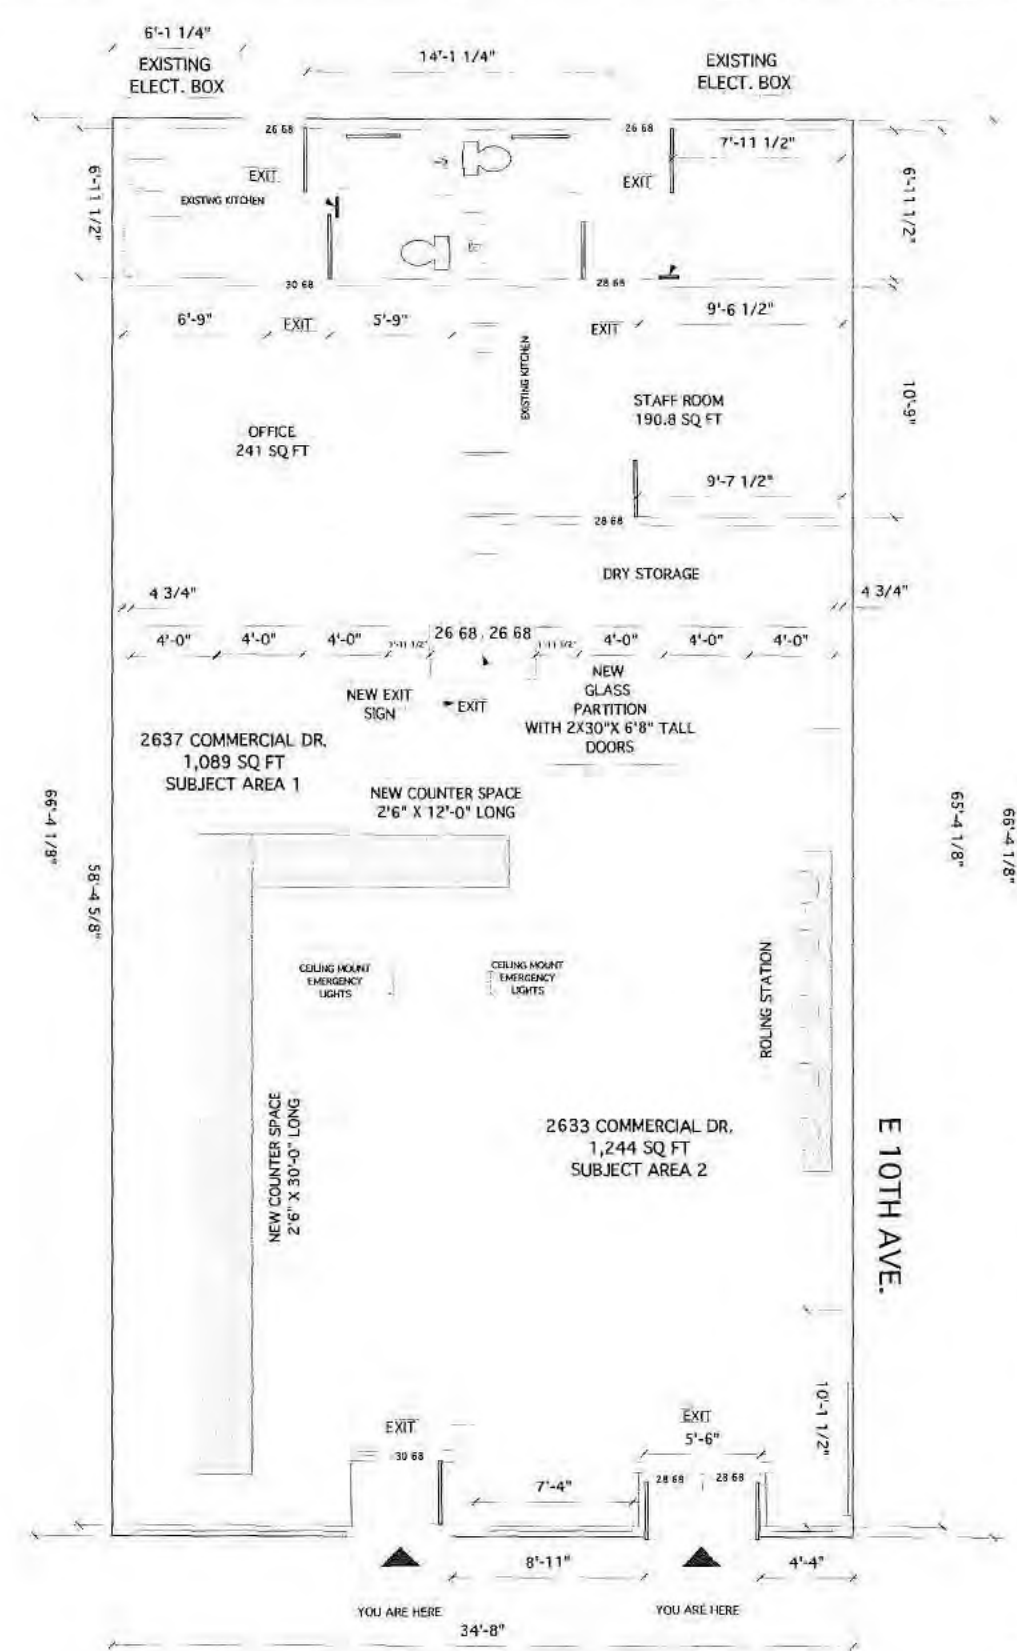 6'-1 1/4"
EXISTING
ELECT. BOX
14'-1 1/4"
EXISTING
ELECT. BOX
26 68
26 68
7'-11 1/2"
6'-11 1/2"
EXIT
EXIT
6'-11 1/2"
EXISTING KITCHEN
30 68
28 68
6'-9"
EXIT
5'-9"
EXIT
9'-6 1/2"
EXISTING KITCHEN
10'-9"
STAFF ROOM
190.8 SQ FT
OFFICE
241 SQ FT
9'-7 1/2"
28 68
DRY STORAGE
4 3/4"
4 3/4"
4'-0"
4'-0"
4'-0"
26 68
26 68
4'-0"
4'-0"
4'-0"
NEW EXIT
SIGN
EXIT
NEW
GLASS
PARTITION
WITH 2X30"X 6'8" TALL
DOORS
2637 COMMERCIAL DR.
1,089 SQ FT
SUBJECT AREA 1
NEW COUNTER SPACE
2'6" X 12'-0" LONG
66'-4 1/8"
58'-4 5/8"
65'-4 1/8"
66'-4 1/8"
CEILING MOUNT
EMERGENCY
LIGHTS
CEILING MOUNT
EMERGENCY
LIGHTS
ROLING STATION
NEW COUNTER SPACE
2'6" X 30'-0" LONG
2633 COMMERCIAL DR.
1,244 SQ FT
SUBJECT AREA 2
E 10TH AVE.
10'-1 1/2"
EXIT
30 68
EXIT
5'-6"
28 68
28 68
7'-4"
8'-11"
4'-4"
YOU ARE HERE
YOU ARE HERE
34'-8"